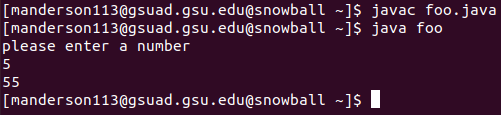 [manderson113@gsuad.gsu.edu@snowball ~]$ javac foo.java
[manderson113@gsuad.gsu.edu@snowball ~]$ java foo
please enter a number
5
55
[manderson113@gsuad.gsu.edu@snowball ~]$